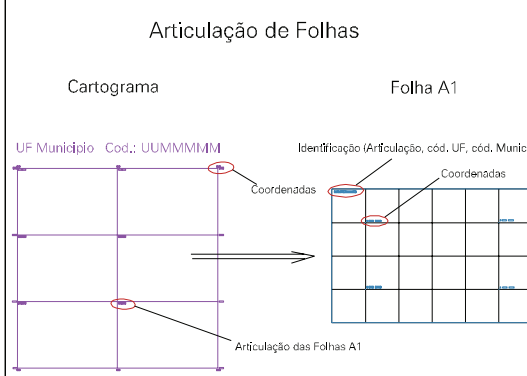 Articulação de Folhas
Cartograma
Folha A1
UF Municipio Cod.: UUMMMMM
Identificação (Articulação, cód. UF, cód. Munic
Coordenadas
Coordenadas
Articulação das Folhas A1